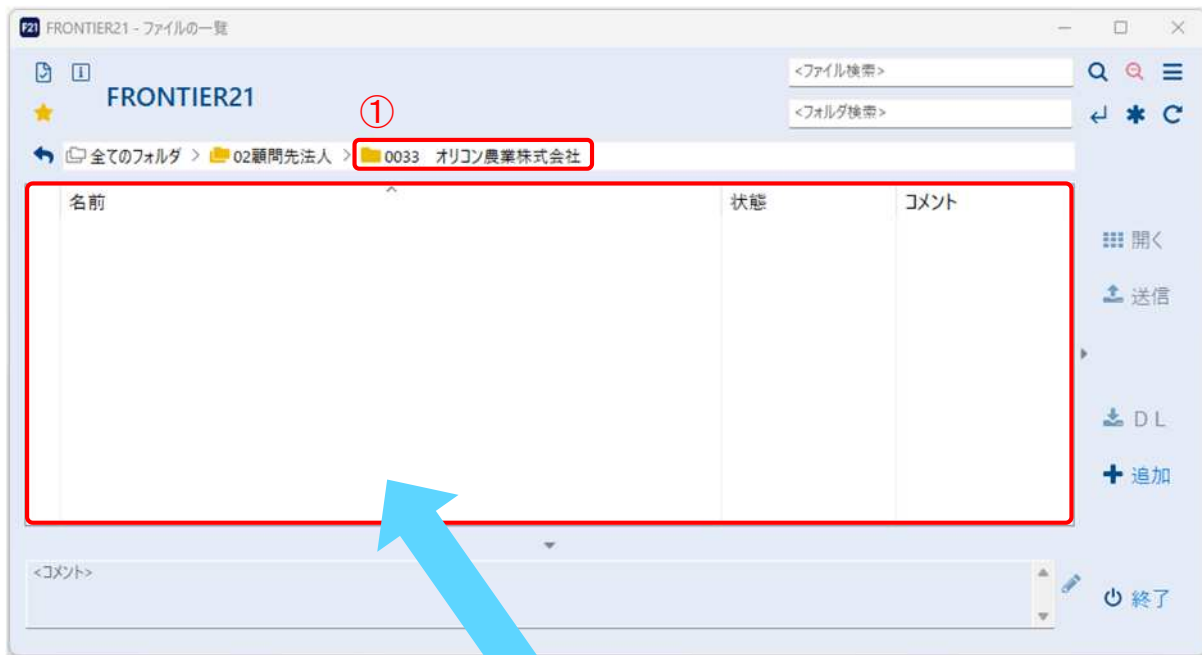 F21 FRONTIER21 - ファイルの一覧
<ファイル検索>
FRONTIER21
①
<フォルダ検索>
全てのフォルダ > 02顧問先法人 > 0033 オリコン農業株式会社
名前 状態 コメント
開く
送信
DL
追加
<コメント>
終了